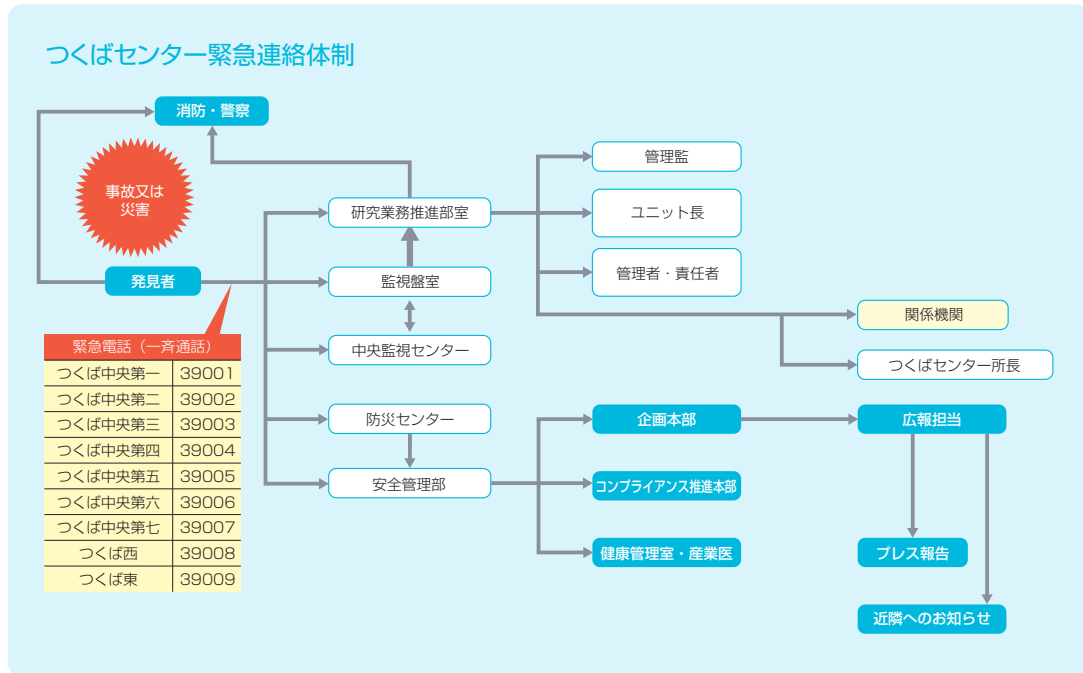 つくばセンター緊急連絡体制
消防・警察
事故又は
災害
発見者
緊急電話（一斉通話）
つくば中央第一 39001
つくば中央第二 39002
つくば中央第三 39003
つくば中央第四 39004
つくば中央第五 39005
つくば中央第六 39006
つくば中央第七 39007
つくば西 39008
つくば東 39009
研究業務推進部室
監視盤室
中央監視センター
防災センター
安全管理部
管理監
ユニット長
管理者・責任者
関係機関
つくばセンター所長
企画本部
コンプライアンス推進本部
健康管理室・産業医
広報担当
プレス報告
近隣へのお知らせ